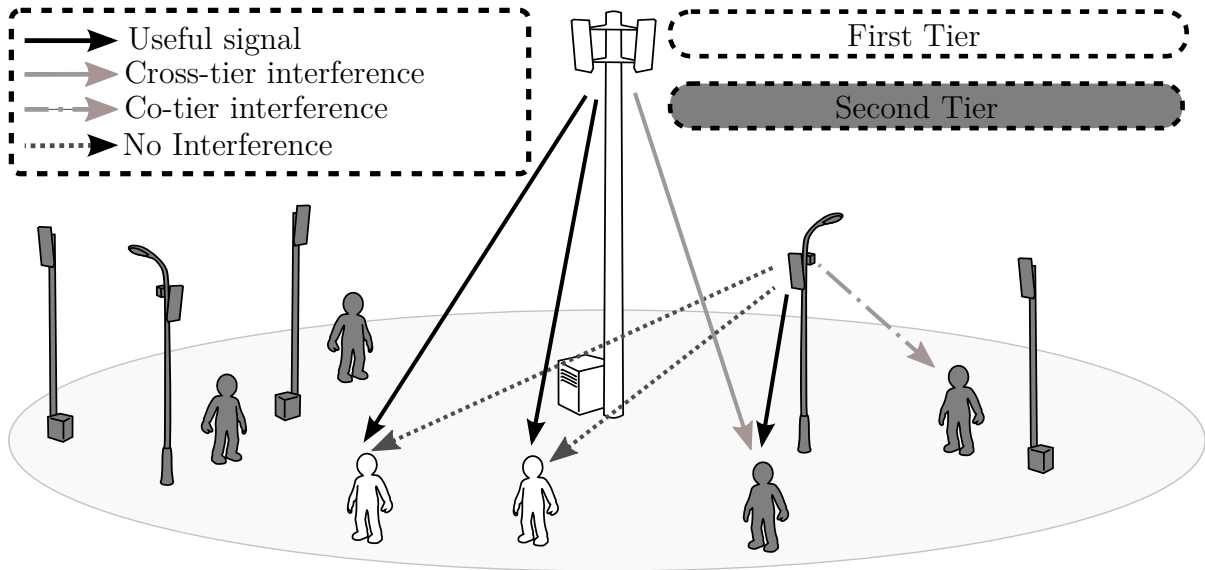 Useful signal
Cross-tier interference
Co-tier interference
No Interference
First Tier
Second Tier